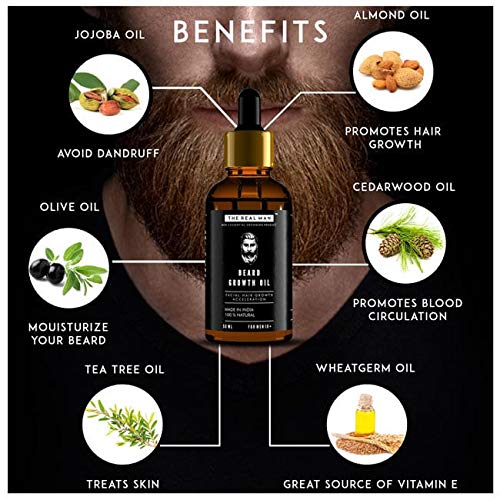 BENEFITS
JOJOBA OIL
AVOID DANDRUFF
OLIVE OIL
MOUISTURIZE
YOUR BEARD
TEA TREE OIL
TREATS SKIN
ALMOND OIL
PROMOTES HAIR
GROWTH
CEDARWOOD OIL
PROMOTES BLOOD
CIRCULATION
WHEATGERM OIL
GREAT SOURCE OF VITAMIN E
THE REAL MAN
BEARD
GROWTH OIL
FACIAL HAIR GROWTH
ACCELERATION
MADE IN INDIA
100% NATURAL
50 ML
FOR MEN 18+